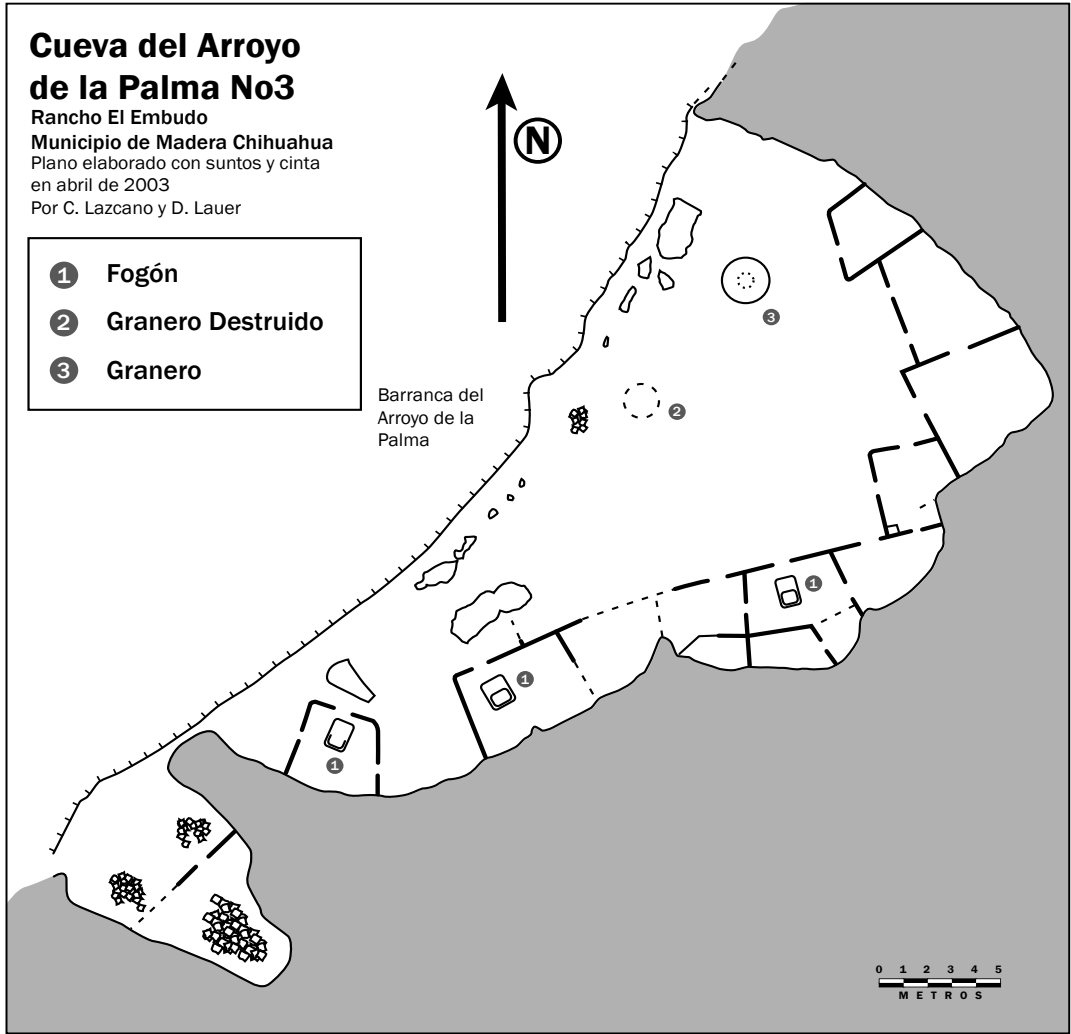 Cueva del Arroyo
de la Palma No3
Rancho El Embudo
Municipio de Madera Chihuahua
Plano elaborado con suntos y cinta
en abril de 2003
Por C. Lazcano y D. Lauer
N
1 Fogón
2 Granero Destruido
3 Granero
Barranca del
Arroyo de la
Palma
3
2
1
1
1
0 1 2 3 4 5
METROS